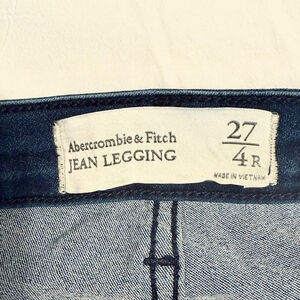 Abercrombie & Fitch
JEAN LEGGING
27
4R
MADE IN VIETNAM